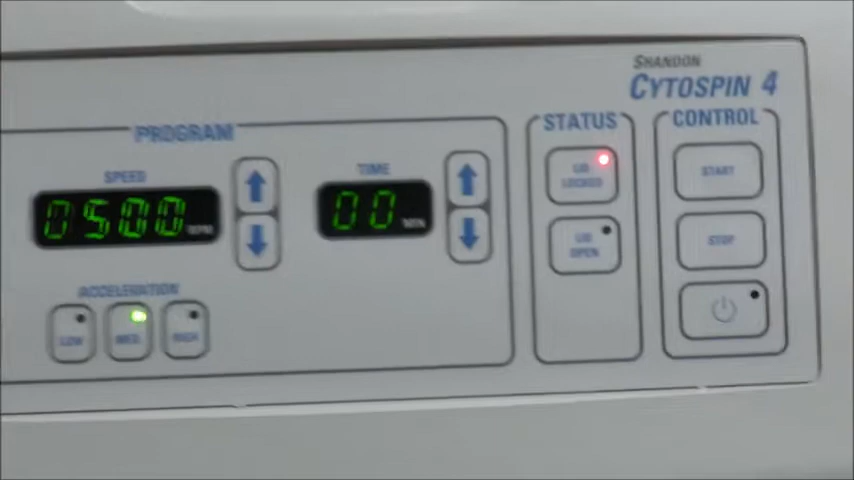 SHANDON
CYTOSPIN 4
PROGRAM
STATUS
CONTROL
SPEED
TIME
0500 RPM
00 MIN
LID LOCKED
START
LID OPEN
STOP
ACCELERATION
LOW
MED.
HIGH